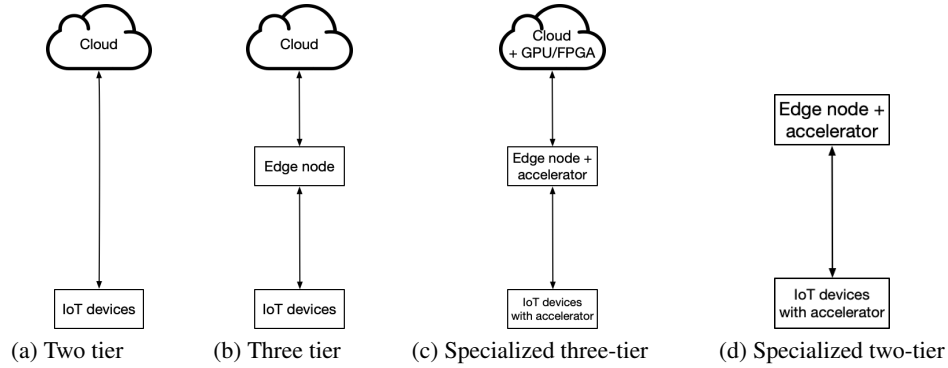 Cloud
IoT devices
(a) Two tier
Cloud
Edge node
IoT devices
(b) Three tier
Cloud
+ GPU/FPGA
Edge node +
accelerator
IoT devices
with accelerator
(c) Specialized three-tier
Edge node +
accelerator
IoT devices
with accelerator
(d) Specialized two-tier